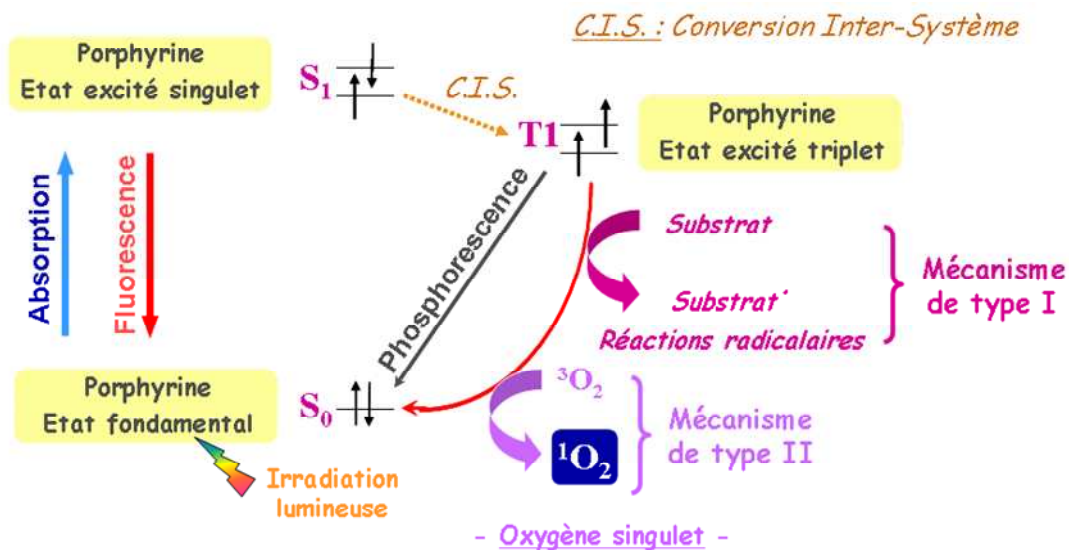 C.I.S. : Conversion Inter-Système
Porphyrine
Etat excité singulet
S1
C.I.S.
T1
Porphyrine
Etat excité triplet
Absorption
Fluorescence
Phosphorescence
Substrat
Substrat˙
Réactions radicalaires
Mécanisme
de type I
Porphyrine
Etat fondamental
S0
³O2
¹O2
Mécanisme
de type II
Irradiation
lumineuse
- Oxygène singulet -